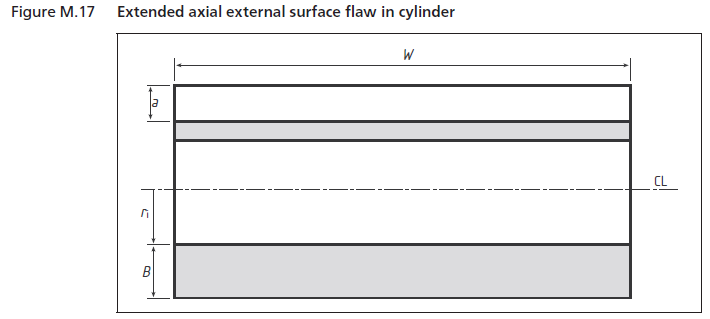 Figure M.17 Extended axial external surface flaw in cylinder
W
a
CL
ri
B